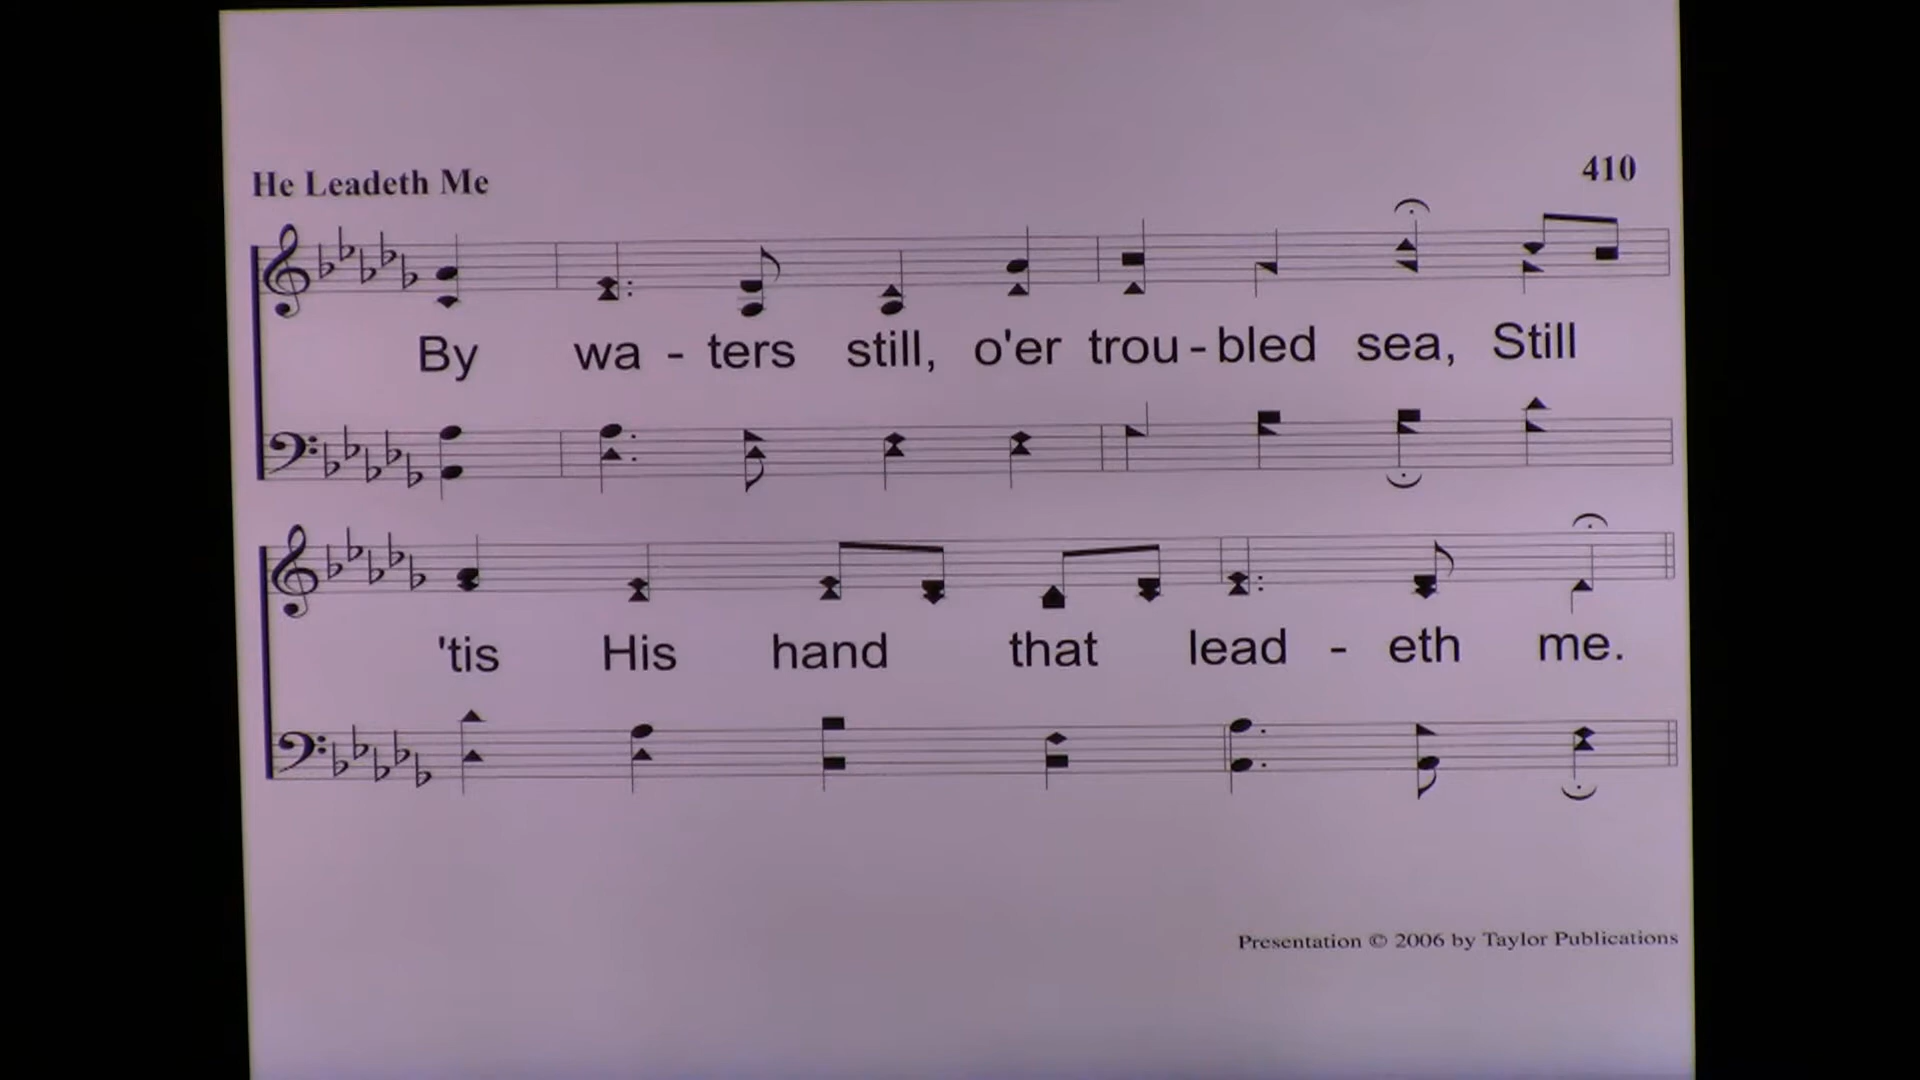 He Leadeth Me 410
By wa - ters still, o'er trou - bled sea, Still
'tis His hand that lead - eth me.
Presentation © 2006 by Taylor Publications